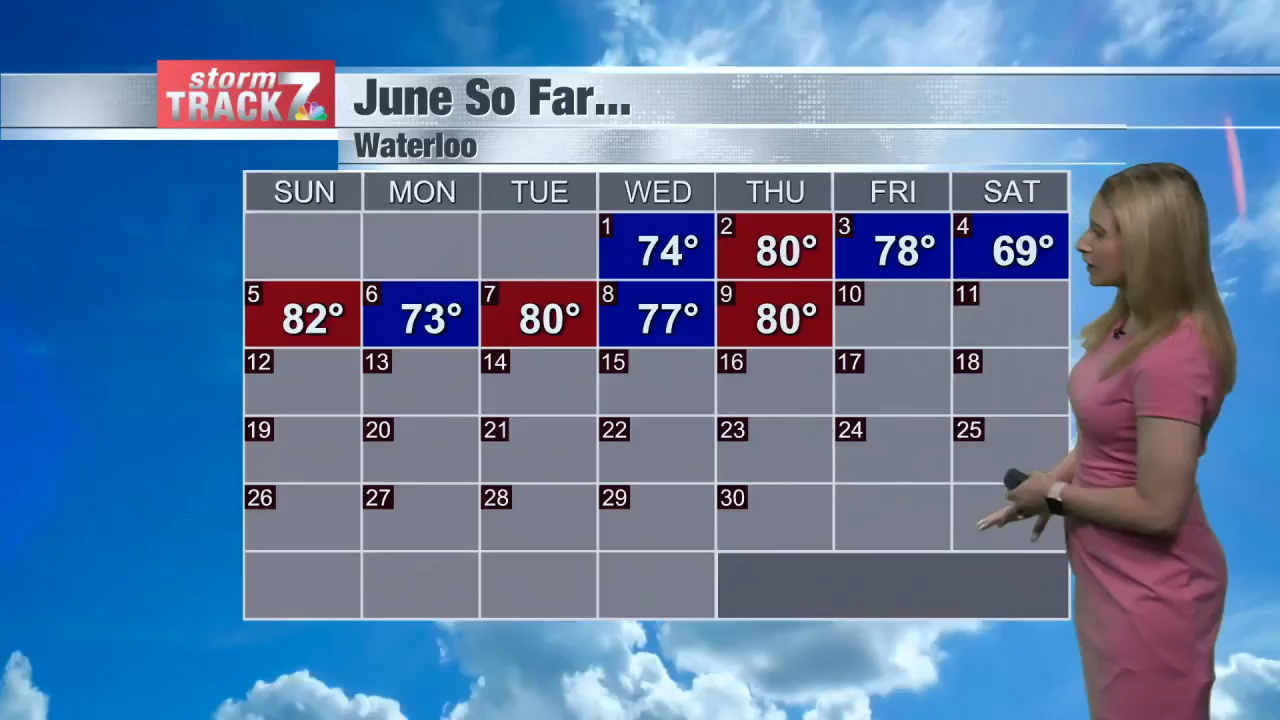 storm
TRACK 7
June So Far...
Waterloo
SUN MON TUE WED THU FRI SAT
1 74° 2 80° 3 78° 4 69°
5 82° 6 73° 7 80° 8 77° 9 80° 10 11
12 13 14 15 16 17 18
19 20 21 22 23 24 25
26 27 28 29 30